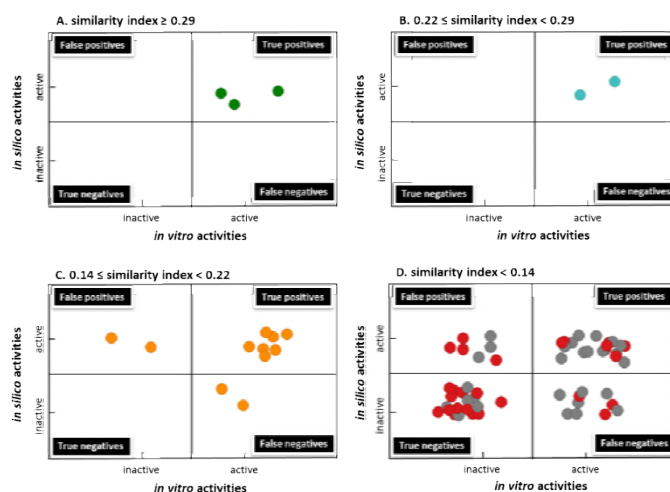 A. similarity index ≥ 0.29
False positives
True positives
in silico activities
active
inactive
True negatives
False negatives
inactive
active
in vitro activities
B. 0.22 ≤ similarity index < 0.29
False positives
True positives
in silico activities
active
inactive
True negatives
False negatives
inactive
active
in vitro activities
C. 0.14 ≤ similarity index < 0.22
False positives
True positives
in silico activities
active
inactive
True negatives
False negatives
inactive
active
in vitro activities
D. similarity index < 0.14
False positives
True positives
in silico activities
active
inactive
True negatives
False negatives
inactive
active
in vitro activities